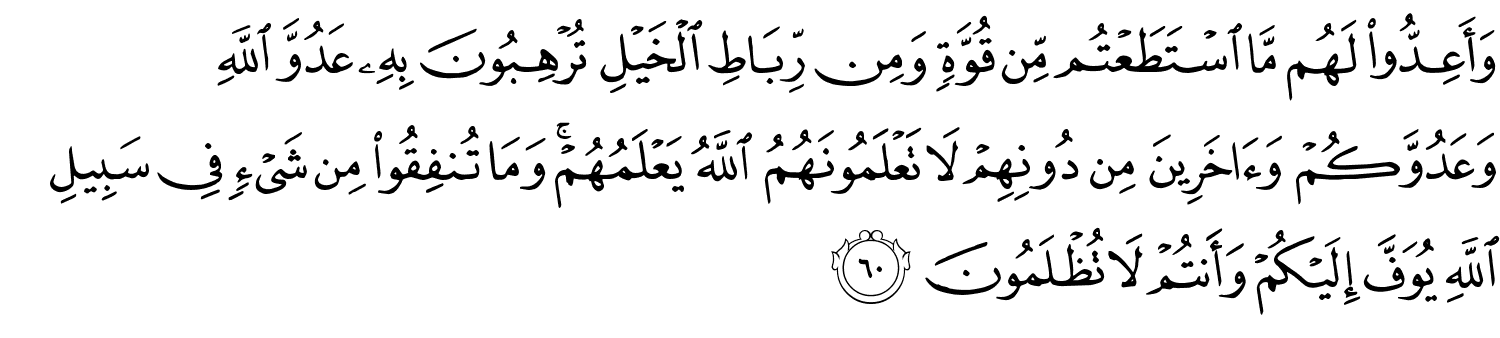 وَأَعِدُّوا۟ لَهُم مَّا ٱسْتَطَعْتُم مِّن قُوَّةٍ وَمِن رِّبَاطِ ٱلْخَيْلِ تُرْهِبُونَ بِهِۦ عَدُوَّ ٱللَّهِ
وَعَدُوَّكُمْ وَءَاخَرِينَ مِن دُونِهِمْ لَا تَعْلَمُونَهُمُ ٱللَّهُ يَعْلَمُهُمْ ۚ وَمَا تُنفِقُوا۟ مِن شَىْءٍ فِى سَبِيلِ
ٱللَّهِ يُوَفَّ إِلَيْكُمْ وَأَنتُمْ لَا تُظْلَمُونَ ٦٠